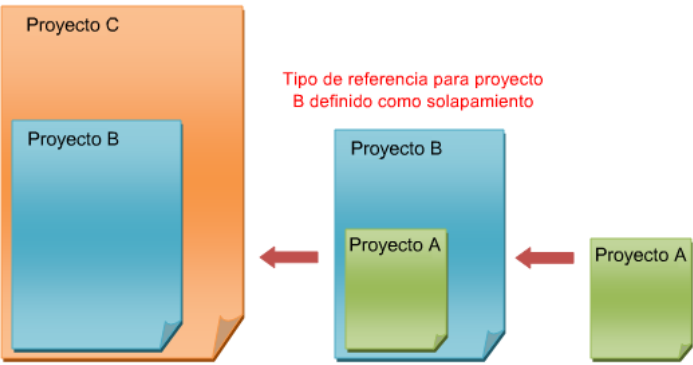 Proyecto C
Tipo de referencia para proyecto
B definido como solapamiento
Proyecto B
Proyecto B
Proyecto A
Proyecto A